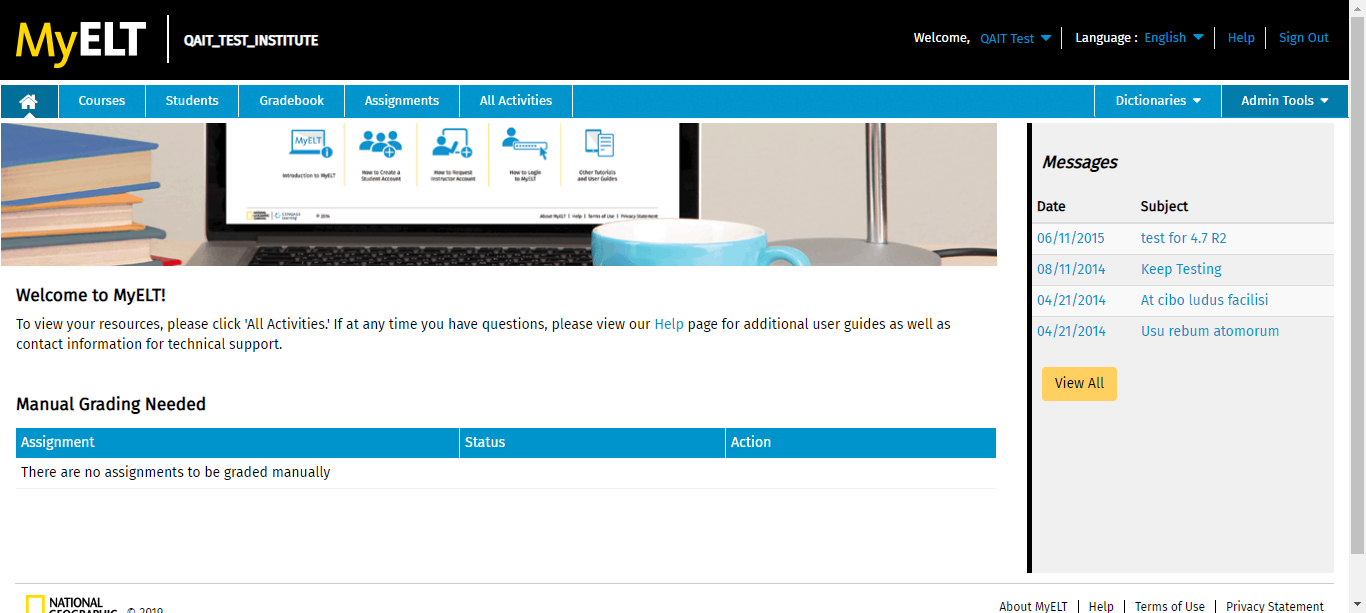 MyELT
QAIT_TEST_INSTITUTE
Welcome, QAIT Test
Language : English
Help
Sign Out
Courses
Students
Gradebook
Assignments
All Activities
Dictionaries
Admin Tools
MyELT
Introduction to MyELT
How to Create a
Student Account
How to Request
Instructor Account
How to Login
to MyELT
Other Tutorials
and User Guides
CENGAGE
Learning
© 2016
About MyELT | Help | Terms of Use | Privacy Statement
Welcome to MyELT!
To view your resources, please click 'All Activities.' If at any time you have questions, please view our Help page for additional user guides as well as
contact information for technical support.
Manual Grading Needed
Assignment Status Action
There are no assignments to be graded manually
Messages
Date Subject
06/11/2015 test for 4.7 R2
08/11/2014 Keep Testing
04/21/2014 At cibo ludus facilisi
04/21/2014 Usu rebum atomorum
View All
NATIONAL
GEOGRAPHIC
© 2019
About MyELT | Help | Terms of Use | Privacy Statement